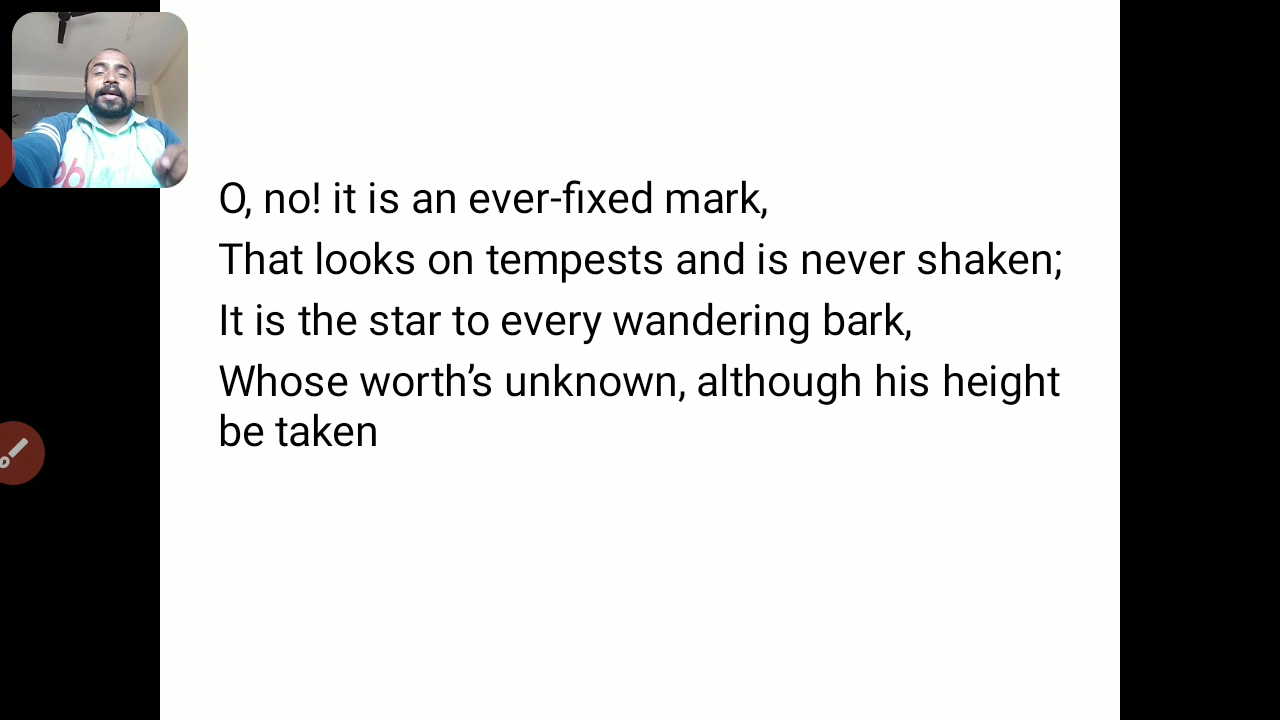 O, no! it is an ever-fixed mark,
That looks on tempests and is never shaken;
It is the star to every wandering bark,
Whose worth's unknown, although his height
be taken